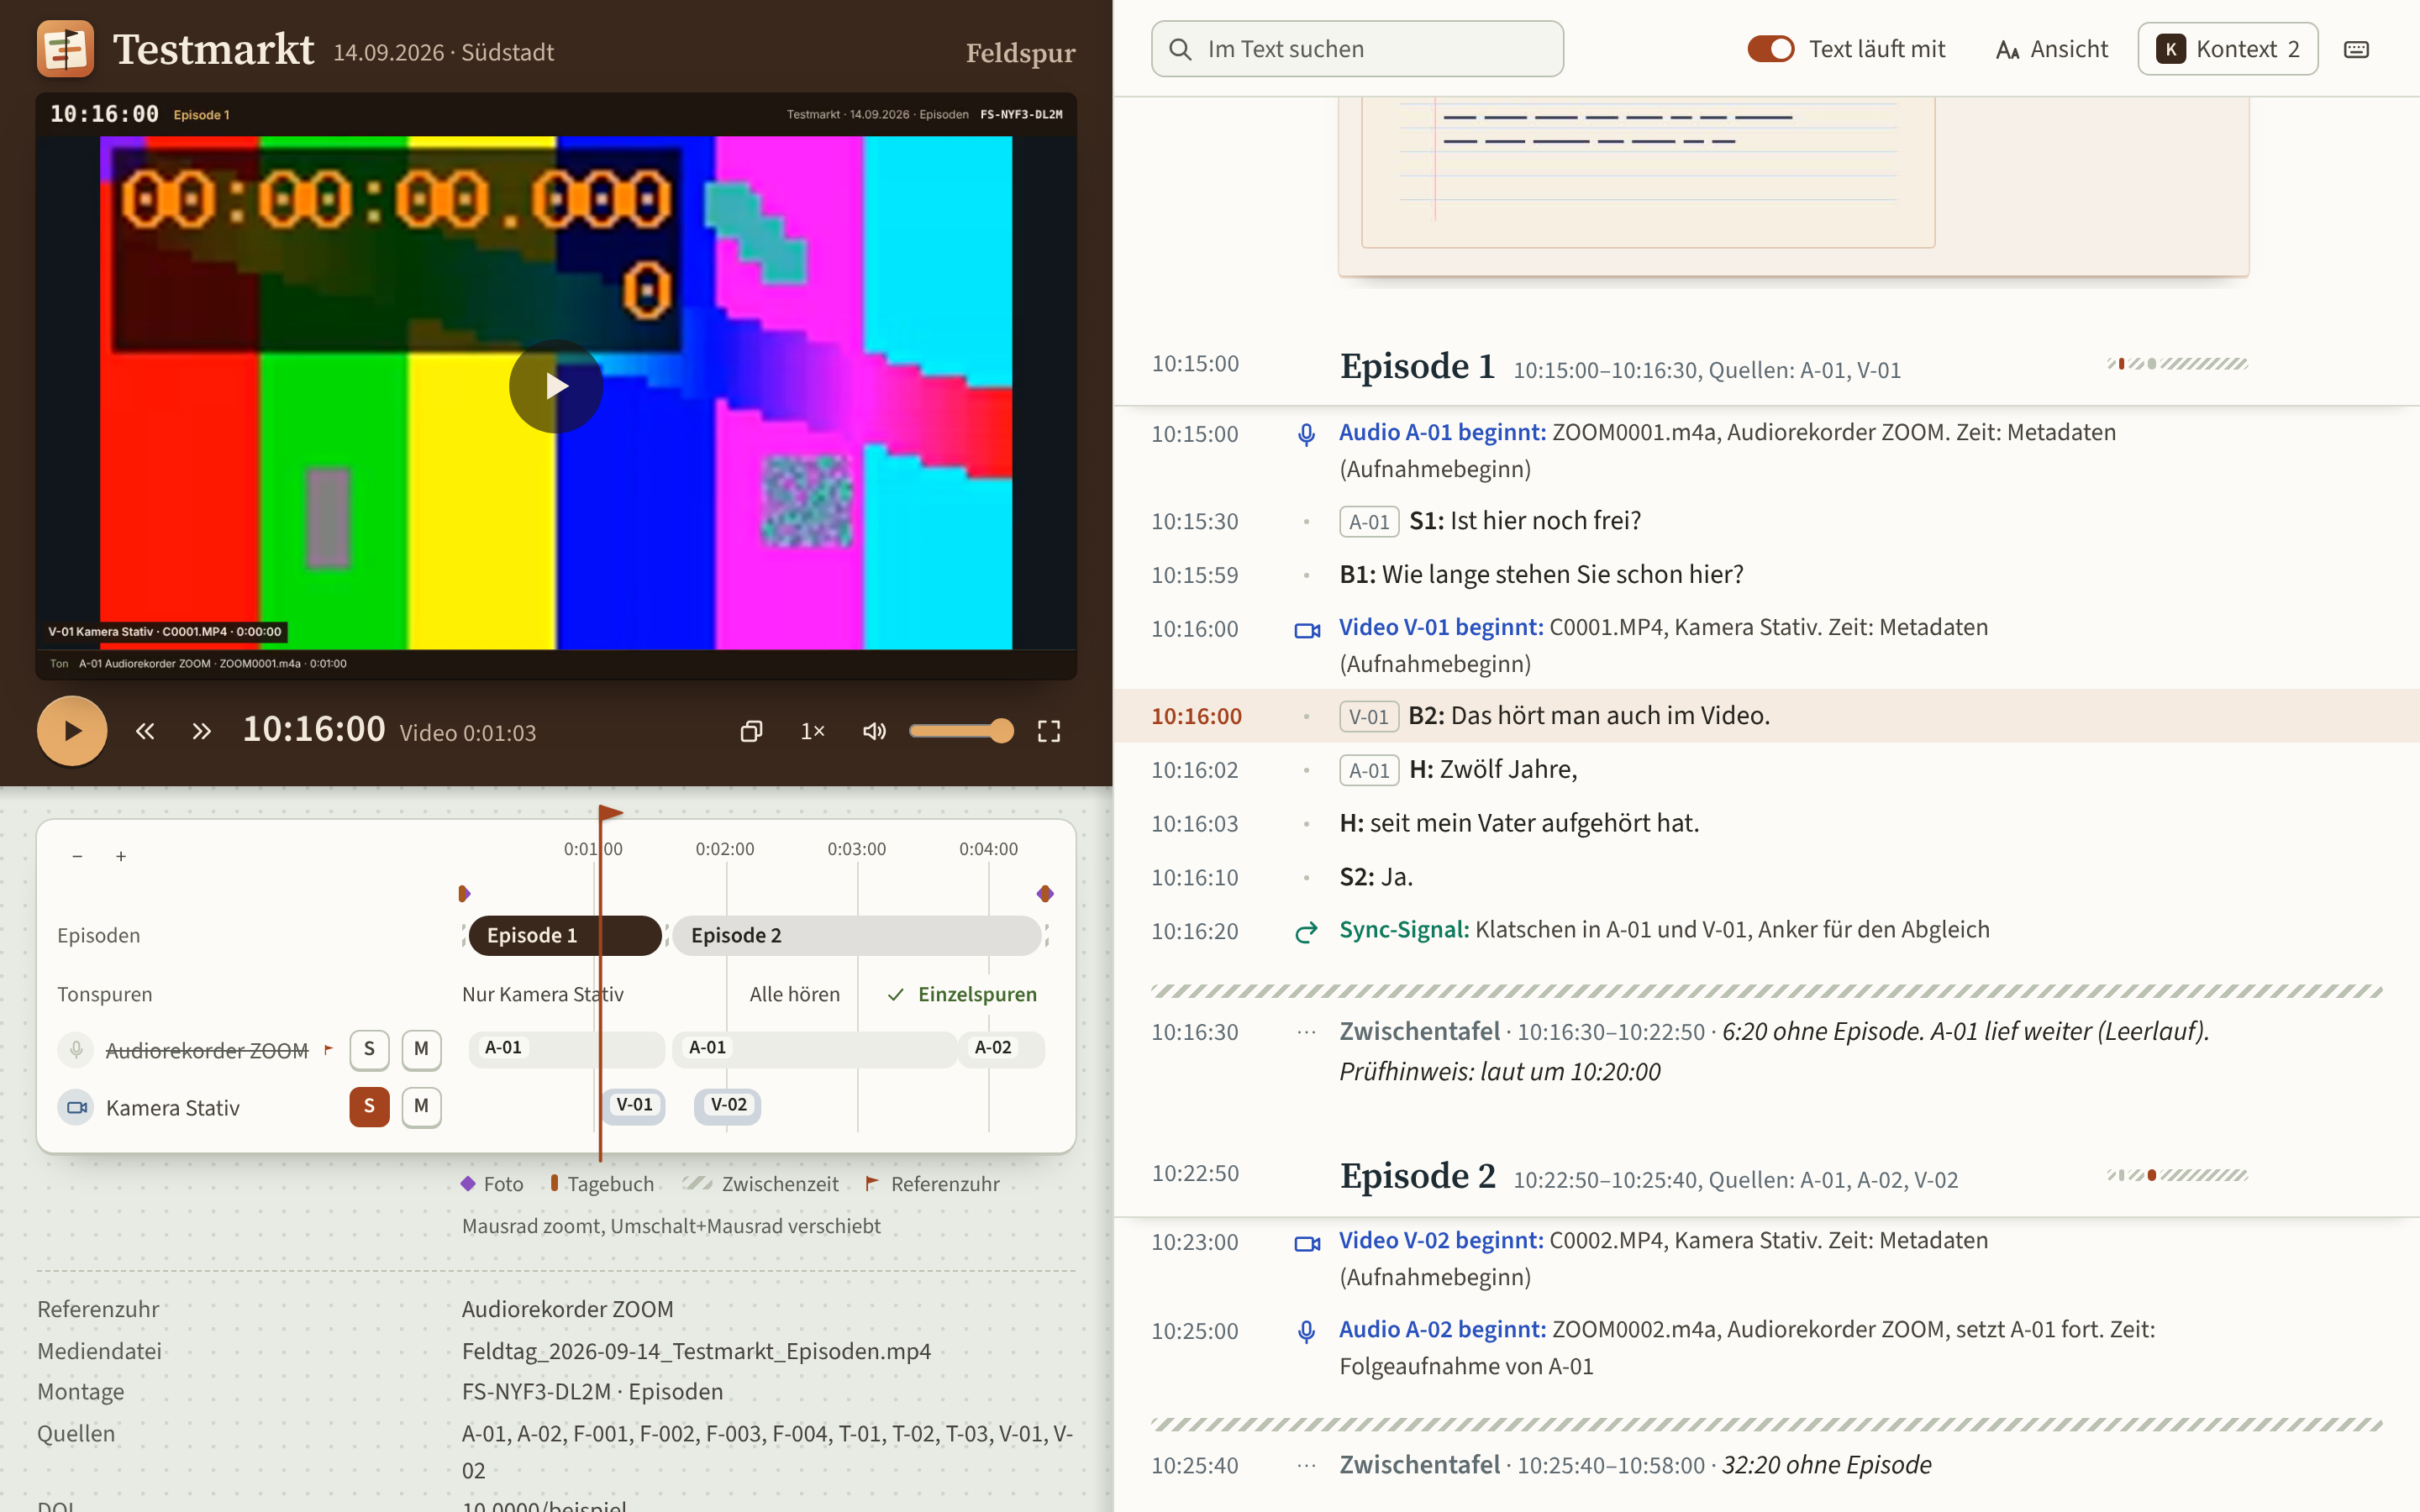 Testmarkt 14.09.2026 · Südstadt
Feldspur
10:16:00 Episode 1
Testmarkt · 14.09.2026 · Episoden FS-NYF3-DL2M
00:00:00.000
0
V-01 Kamera Stativ · C0001.MP4 · 0:00:00
Ton A-01 Audiorekorder ZOOM · ZOOM0001.m4a · 0:01:00
10:16:00 Video 0:01:03
1×
− +
0:01:00 0:02:00 0:03:00 0:04:00
Episoden Episode 1 Episode 2
Tonspuren Nur Kamera Stativ Alle hören Einzelspuren
Audiorekorder ZOOM S M A-01 A-01 A-02
Kamera Stativ S M V-01 V-02
Foto Tagebuch Zwischenzeit Referenzuhr
Mausrad zoomt, Umschalt+Mausrad verschiebt
Referenzuhr Audiorekorder ZOOM
Mediendatei Feldtag_2026-09-14_Testmarkt_Episoden.mp4
Montage FS-NYF3-DL2M · Episoden
Quellen A-01, A-02, F-001, F-002, F-003, F-004, T-01, T-02, T-03, V-01, V-
02
DOI 10.0000/beispiel
Im Text suchen
Text läuft mit
Ansicht
K Kontext 2
10:15:00 Episode 1 10:15:00–10:16:30, Quellen: A-01, V-01
10:15:00 Audio A-01 beginnt: ZOOM0001.m4a, Audiorekorder ZOOM. Zeit: Metadaten
(Aufnahmebeginn)
10:15:30 A-01 S1: Ist hier noch frei?
10:15:59 B1: Wie lange stehen Sie schon hier?
10:16:00 Video V-01 beginnt: C0001.MP4, Kamera Stativ. Zeit: Metadaten
(Aufnahmebeginn)
10:16:00 V-01 B2: Das hört man auch im Video.
10:16:02 A-01 H: Zwölf Jahre,
10:16:03 H: seit mein Vater aufgehört hat.
10:16:10 S2: Ja.
10:16:20 Sync-Signal: Klatschen in A-01 und V-01, Anker für den Abgleich
10:16:30 ··· Zwischentafel · 10:16:30–10:22:50 · 6:20 ohne Episode. A-01 lief weiter (Leerlauf).
Prüfhinweis: laut um 10:20:00
10:22:50 Episode 2 10:22:50–10:25:40, Quellen: A-01, A-02, V-02
10:23:00 Video V-02 beginnt: C0002.MP4, Kamera Stativ. Zeit: Metadaten
(Aufnahmebeginn)
10:25:00 Audio A-02 beginnt: ZOOM0002.m4a, Audiorekorder ZOOM, setzt A-01 fort. Zeit:
Folgeaufnahme von A-01
10:25:40 ··· Zwischentafel · 10:25:40–10:58:00 · 32:20 ohne Episode